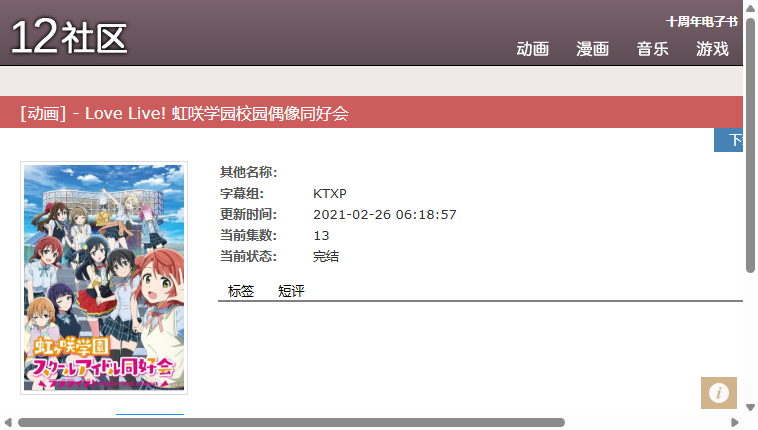 12社区
十周年电子书
动画 漫画 音乐 游戏
[动画] - Love Live! 虹咲学园校园偶像同好会
下
其他名称:
字幕组: KTXP
更新时间: 2021-02-26 06:18:57
当前集数: 13
当前状态: 完结
标签 短评
虹ヶ咲学園
スクールアイドル同好会
i